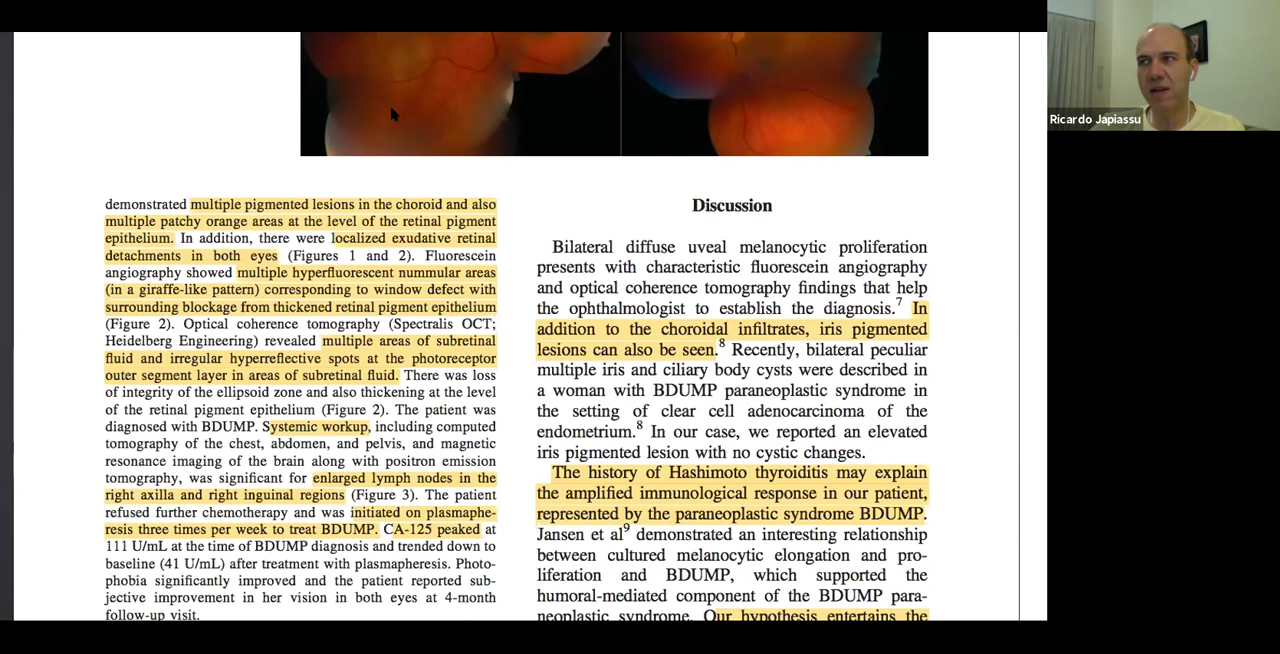 Ricardo Japiassu
demonstrated multiple pigmented lesions in the choroid and also
multiple patchy orange areas at the level of the retinal pigment
epithelium. In addition, there were localized exudative retinal
detachments in both eyes (Figures 1 and 2). Fluorescein
angiography showed multiple hyperfluorescent nummular areas
(in a giraffe-like pattern) corresponding to window defect with
surrounding blockage from thickened retinal pigment epithelium
(Figure 2). Optical coherence tomography (Spectralis OCT;
Heidelberg Engineering) revealed multiple areas of subretinal
fluid and irregular hyperreflective spots at the photoreceptor
outer segment layer in areas of subretinal fluid. There was loss
of integrity of the ellipsoid zone and also thickening at the level
of the retinal pigment epithelium (Figure 2). The patient was
diagnosed with BDUMP. Systemic workup, including computed
tomography of the chest, abdomen, and pelvis, and magnetic
resonance imaging of the brain along with positron emission
tomography, was significant for enlarged lymph nodes in the
right axilla and right inguinal regions (Figure 3). The patient
refused further chemotherapy and was initiated on plasmaphe-
resis three times per week to treat BDUMP. CA-125 peaked at
111 U/mL at the time of BDUMP diagnosis and trended down to
baseline (41 U/mL) after treatment with plasmapheresis. Photo-
phobia significantly improved and the patient reported sub-
jective improvement in her vision in both eyes at 4-month
follow-up visit.
Discussion
Bilateral diffuse uveal melanocytic proliferation
presents with characteristic fluorescein angiography
and optical coherence tomography findings that help
the ophthalmologist to establish the diagnosis.7 In
addition to the choroidal infiltrates, iris pigmented
lesions can also be seen.8 Recently, bilateral peculiar
multiple iris and ciliary body cysts were described in
a woman with BDUMP paraneoplastic syndrome in
the setting of clear cell adenocarcinoma of the
endometrium.8 In our case, we reported an elevated
iris pigmented lesion with no cystic changes.
The history of Hashimoto thyroiditis may explain
the amplified immunological response in our patient,
represented by the paraneoplastic syndrome BDUMP.
Jansen et al9 demonstrated an interesting relationship
between cultured melanocytic elongation and pro-
liferation and BDUMP, which supported the
humoral-mediated component of the BDUMP para-
neoplastic syndrome. Our hypothesis entertains the